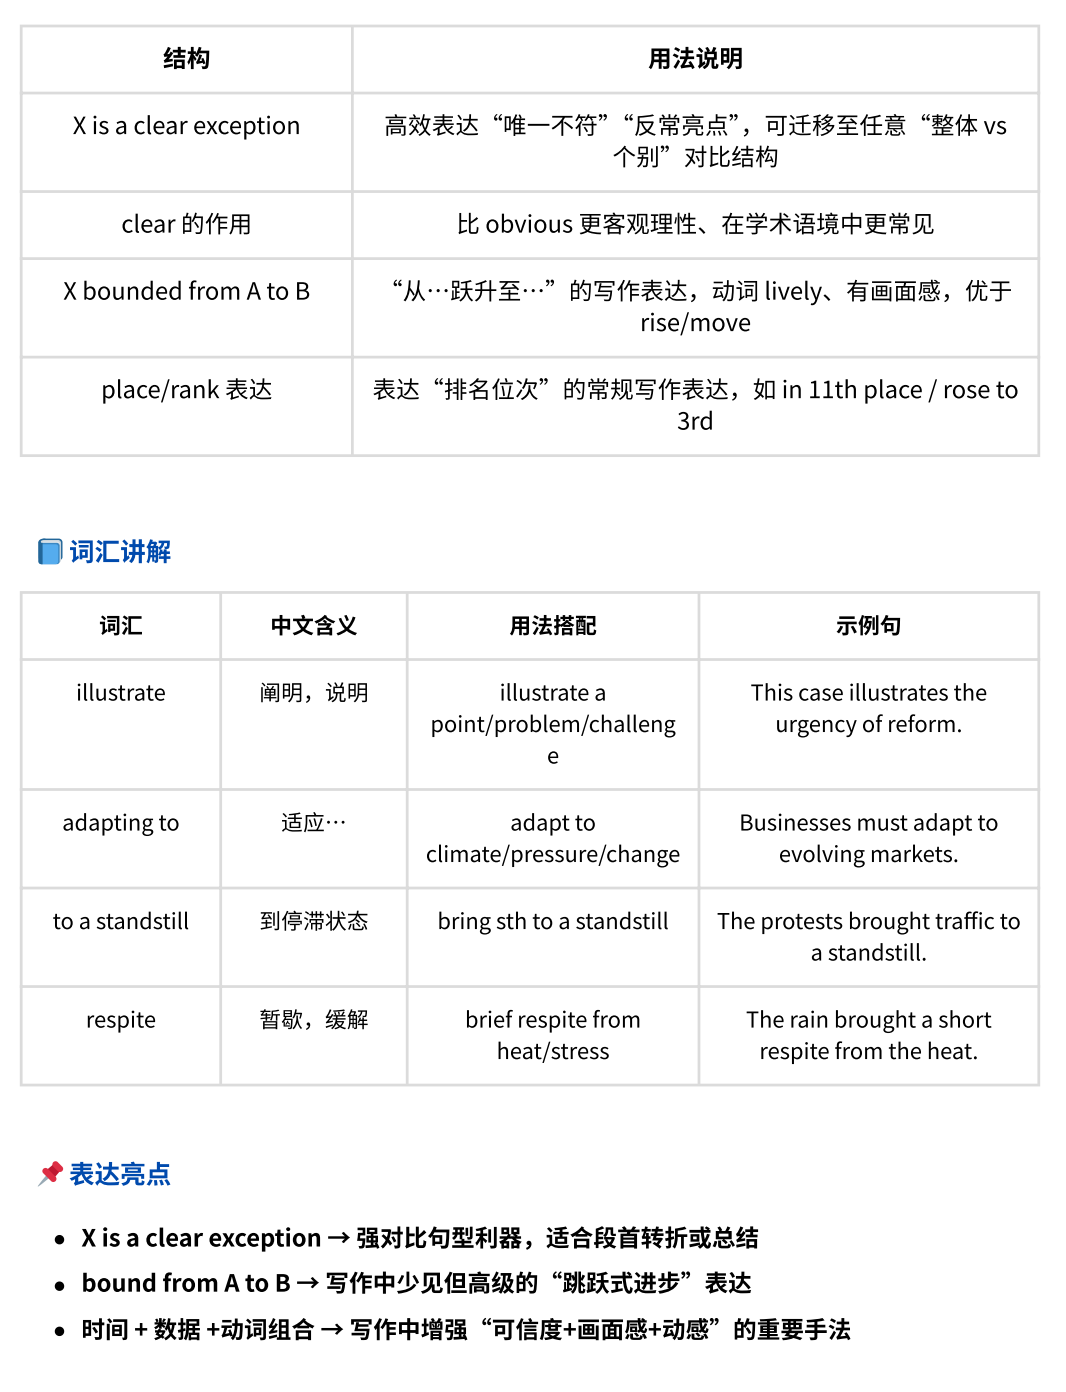 结构
用法说明
X is a clear exception
高效表达“唯一不符”“反常亮点”，可迁移至任意“整体 vs
个别”对比结构
clear 的作用
比 obvious 更客观理性、在学术语境中更常见
X bounded from A to B
“从…跃升至…”的写作表达，动词 lively、有画面感，优于
rise/move
place/rank 表达
表达“排名位次”的常规写作表达，如 in 11th place / rose to
3rd
词汇讲解
词汇
中文含义
用法搭配
示例句
illustrate
阐明，说明
illustrate a
point/problem/challeng
e
This case illustrates the
urgency of reform.
adapting to
适应…
adapt to
climate/pressure/change
Businesses must adapt to
evolving markets.
to a standstill
到停滞状态
bring sth to a standstill
The protests brought traffic to
a standstill.
respite
暂歇，缓解
brief respite from
heat/stress
The rain brought a short
respite from the heat.
表达亮点
• X is a clear exception → 强对比句型利器，适合段首转折或总结
• bound from A to B → 写作中少见但高级的“跳跃式进步”表达
• 时间 + 数据 +动词组合 → 写作中增强“可信度+画面感+动感”的重要手法